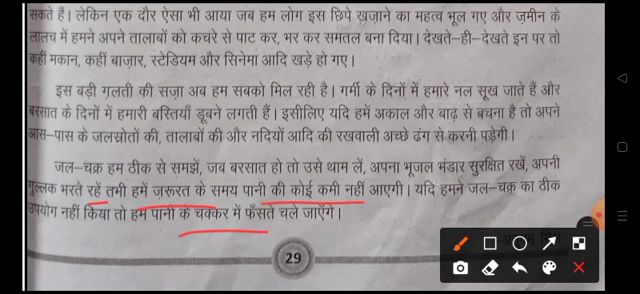 सकते हैं। लेकिन एक दौर ऐसा भी आया जब हम लोग इस छिपे खज़ाने का महत्व भूल गए और ज़मीन के
लालच में हमने अपने तालाबों को कचरे से पाट कर, भर कर समतल बना दिया। देखते-ही-देखते इन पर तो
कहीं मकान, कहीं बाज़ार, स्टेडियम और सिनेमा आदि खड़े हो गए।
इस बड़ी ग़लती की सज़ा अब हम सबको मिल रही है। गर्मी के दिनों में हमारे नल सूख जाते हैं और
बरसात के दिनों में हमारी बस्तियाँ डूबने लगती हैं। इसीलिए यदि हमें अकाल और बाढ़ से बचना है तो अपने
आस-पास के जलस्रोतों की, तालाबों की और नदियों आदि की रखवाली अच्छे ढंग से करनी पड़ेगी।
जल-चक्र हम ठीक से समझें, जब बरसात हो तो उसे थाम लें, अपना भूजल भंडार सुरक्षित रखें, अपनी
गुल्लक भरते रहें तभी हमें ज़रूरत के समय पानी की कोई कमी नहीं आएगी। यदि हमने जल-चक्र का ठीक
उपयोग नहीं किया तो हम पानी के चक्कर में फँसते चले जाएँगे।
29